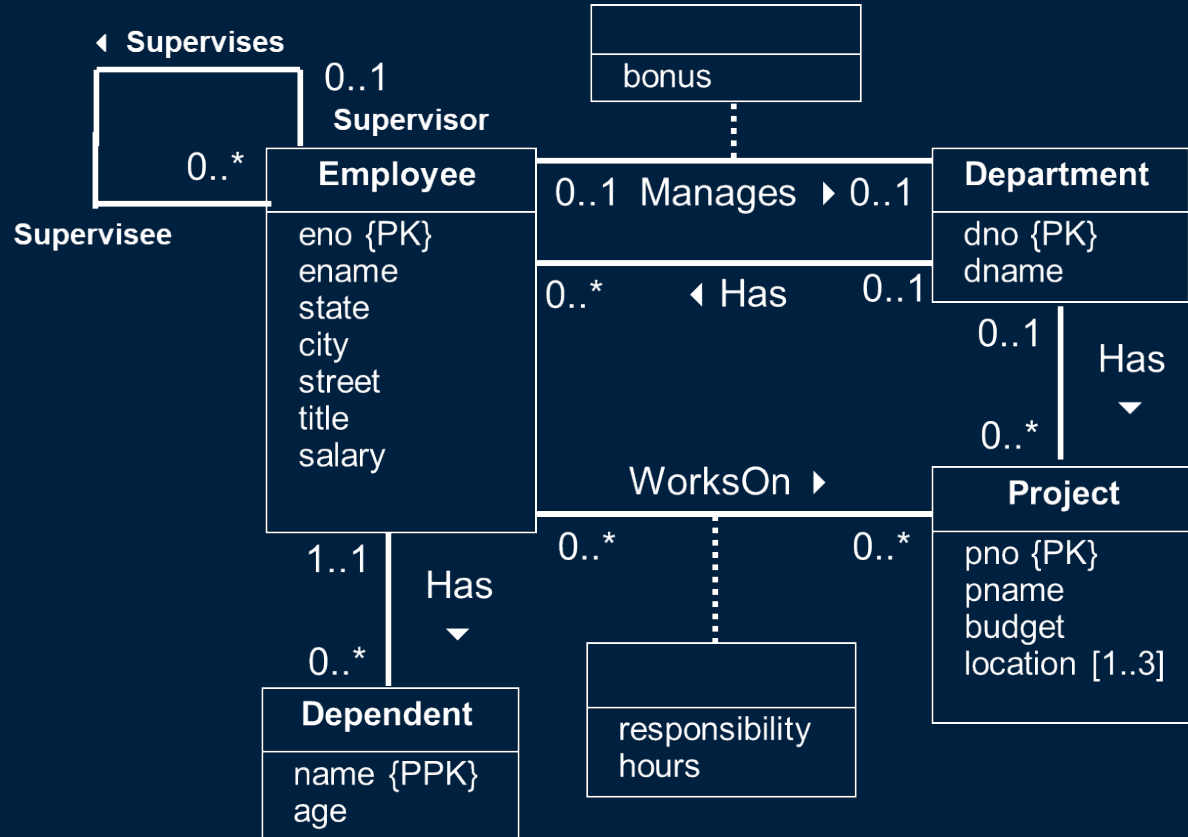 Supervises
0..1
Supervisor
0..*
Supervisee
bonus
Employee
eno {PK}
ename
state
city
street
title
salary
0..1 Manages 0..1
0..* Has 0..1
Department
dno {PK}
dname
0..1
Has
0..*
WorksOn
0..* 0..*
Project
pno {PK}
pname
budget
location [1..3]
1..1
Has
0..*
Dependent
name {PPK}
age
responsibility
hours